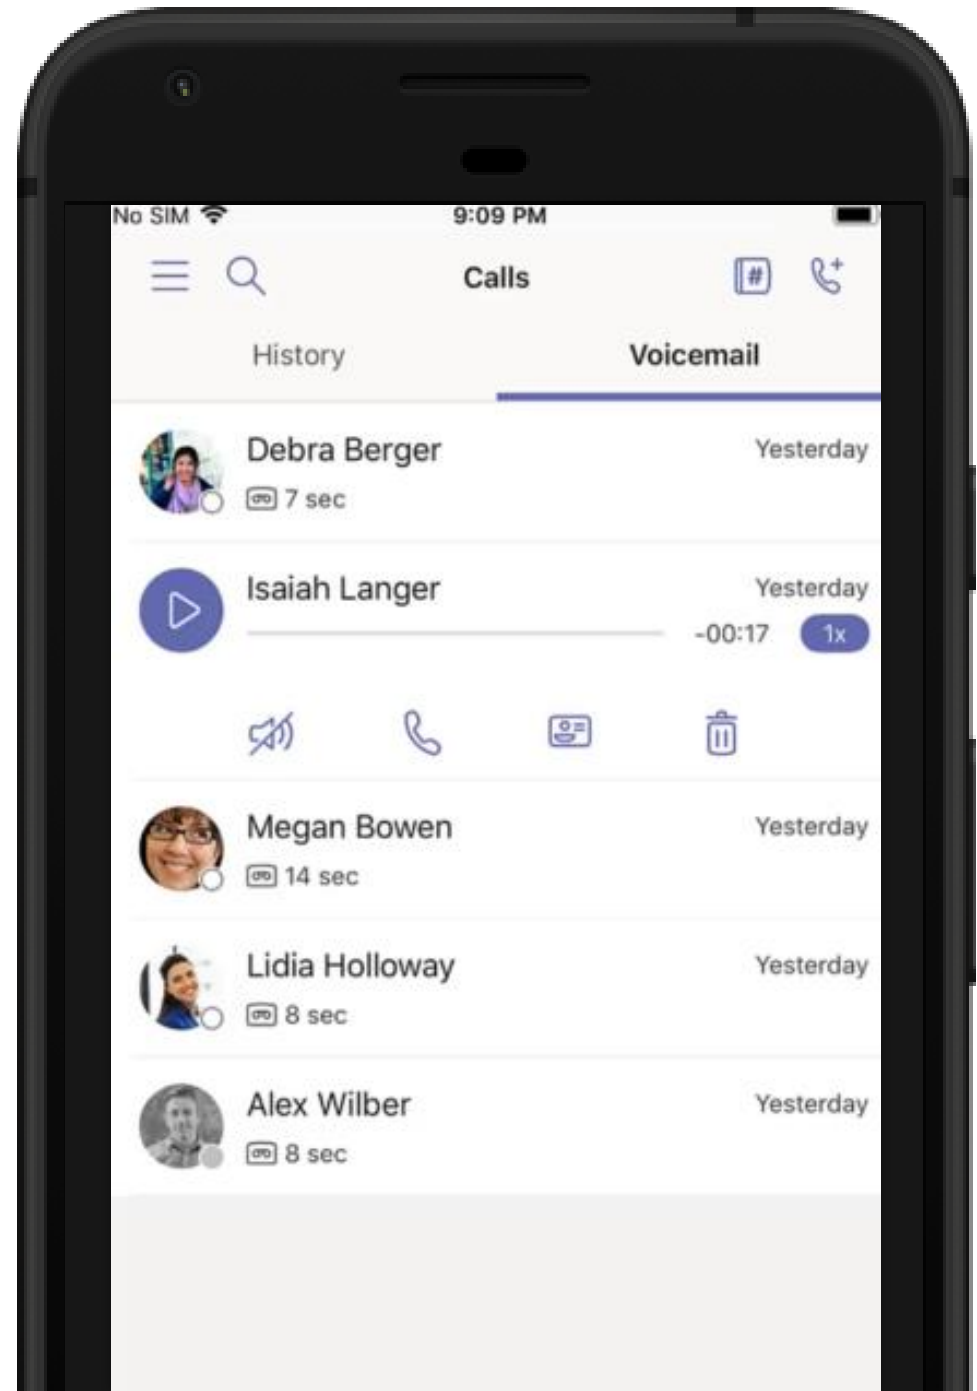 No SIM 9:09 PM
Calls
#
History Voicemail
Debra Berger Yesterday
7 sec
Isaiah Langer Yesterday
-00:17 1x
Megan Bowen Yesterday
14 sec
Lidia Holloway Yesterday
8 sec
Alex Wilber Yesterday
8 sec